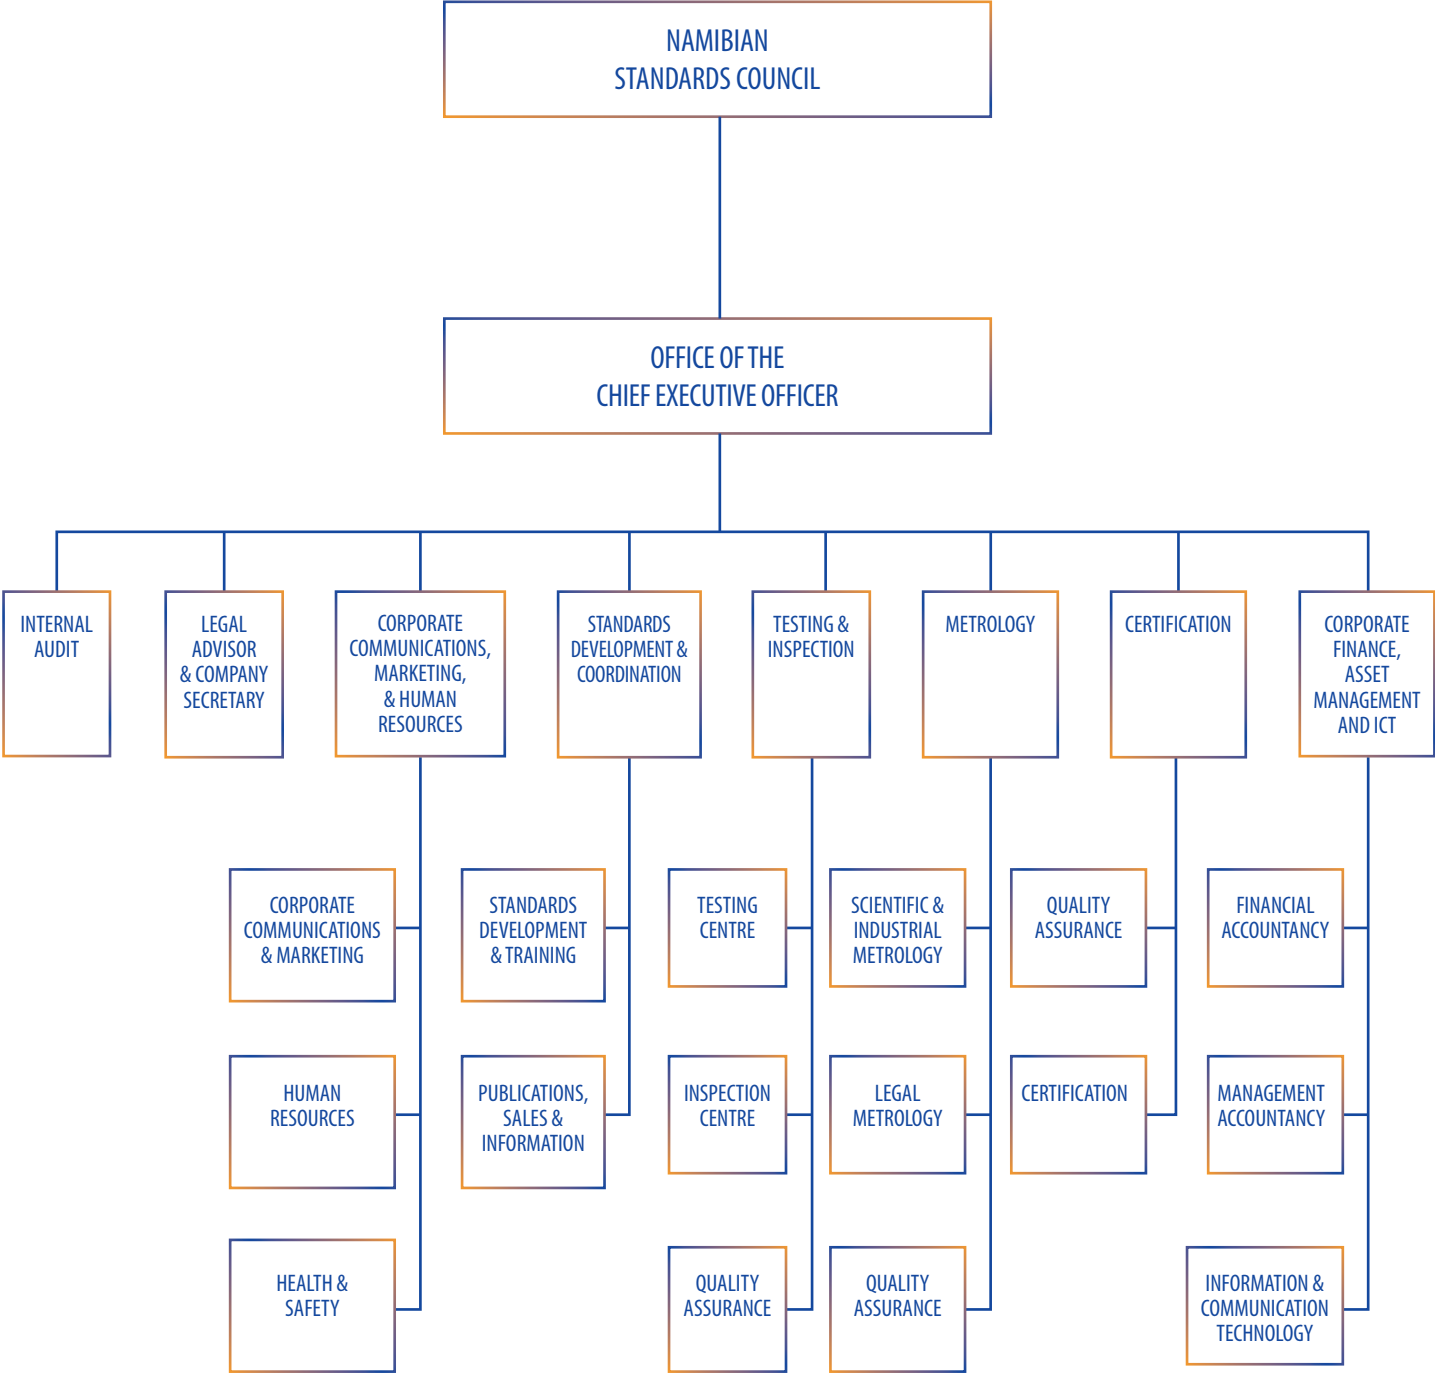 NAMIBIAN
STANDARDS COUNCIL
OFFICE OF THE
CHIEF EXECUTIVE OFFICER
INTERNAL
AUDIT
LEGAL
ADVISOR
& COMPANY
SECRETARY
CORPORATE
COMMUNICATIONS,
MARKETING,
& HUMAN
RESOURCES
STANDARDS
DEVELOPMENT &
COORDINATION
TESTING &
INSPECTION
METROLOGY
CERTIFICATION
CORPORATE
FINANCE,
ASSET
MANAGEMENT
AND ICT
CORPORATE
COMMUNICATIONS
& MARKETING
STANDARDS
DEVELOPMENT
& TRAINING
TESTING
CENTRE
SCIENTIFIC &
INDUSTRIAL
METROLOGY
QUALITY
ASSURANCE
FINANCIAL
ACCOUNTANCY
HUMAN
RESOURCES
PUBLICATIONS,
SALES &
INFORMATION
INSPECTION
CENTRE
LEGAL
METROLOGY
CERTIFICATION
MANAGEMENT
ACCOUNTANCY
HEALTH &
SAFETY
QUALITY
ASSURANCE
QUALITY
ASSURANCE
INFORMATION &
COMMUNICATION
TECHNOLOGY